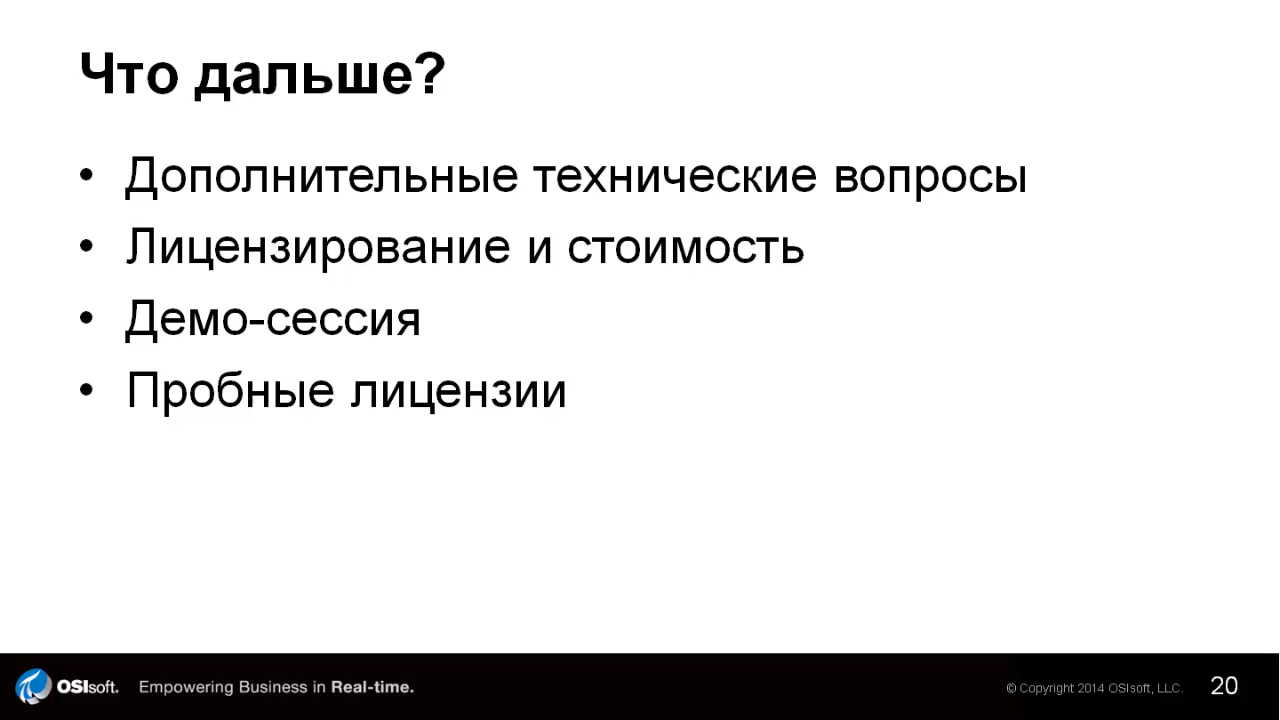 Что дальше?
• Дополнительные технические вопросы
• Лицензирование и стоимость
• Демо-сессия
• Пробные лицензии
OSIsoft. Empowering Business in Real-time. © Copyright 2014 OSIsoft, LLC. 20